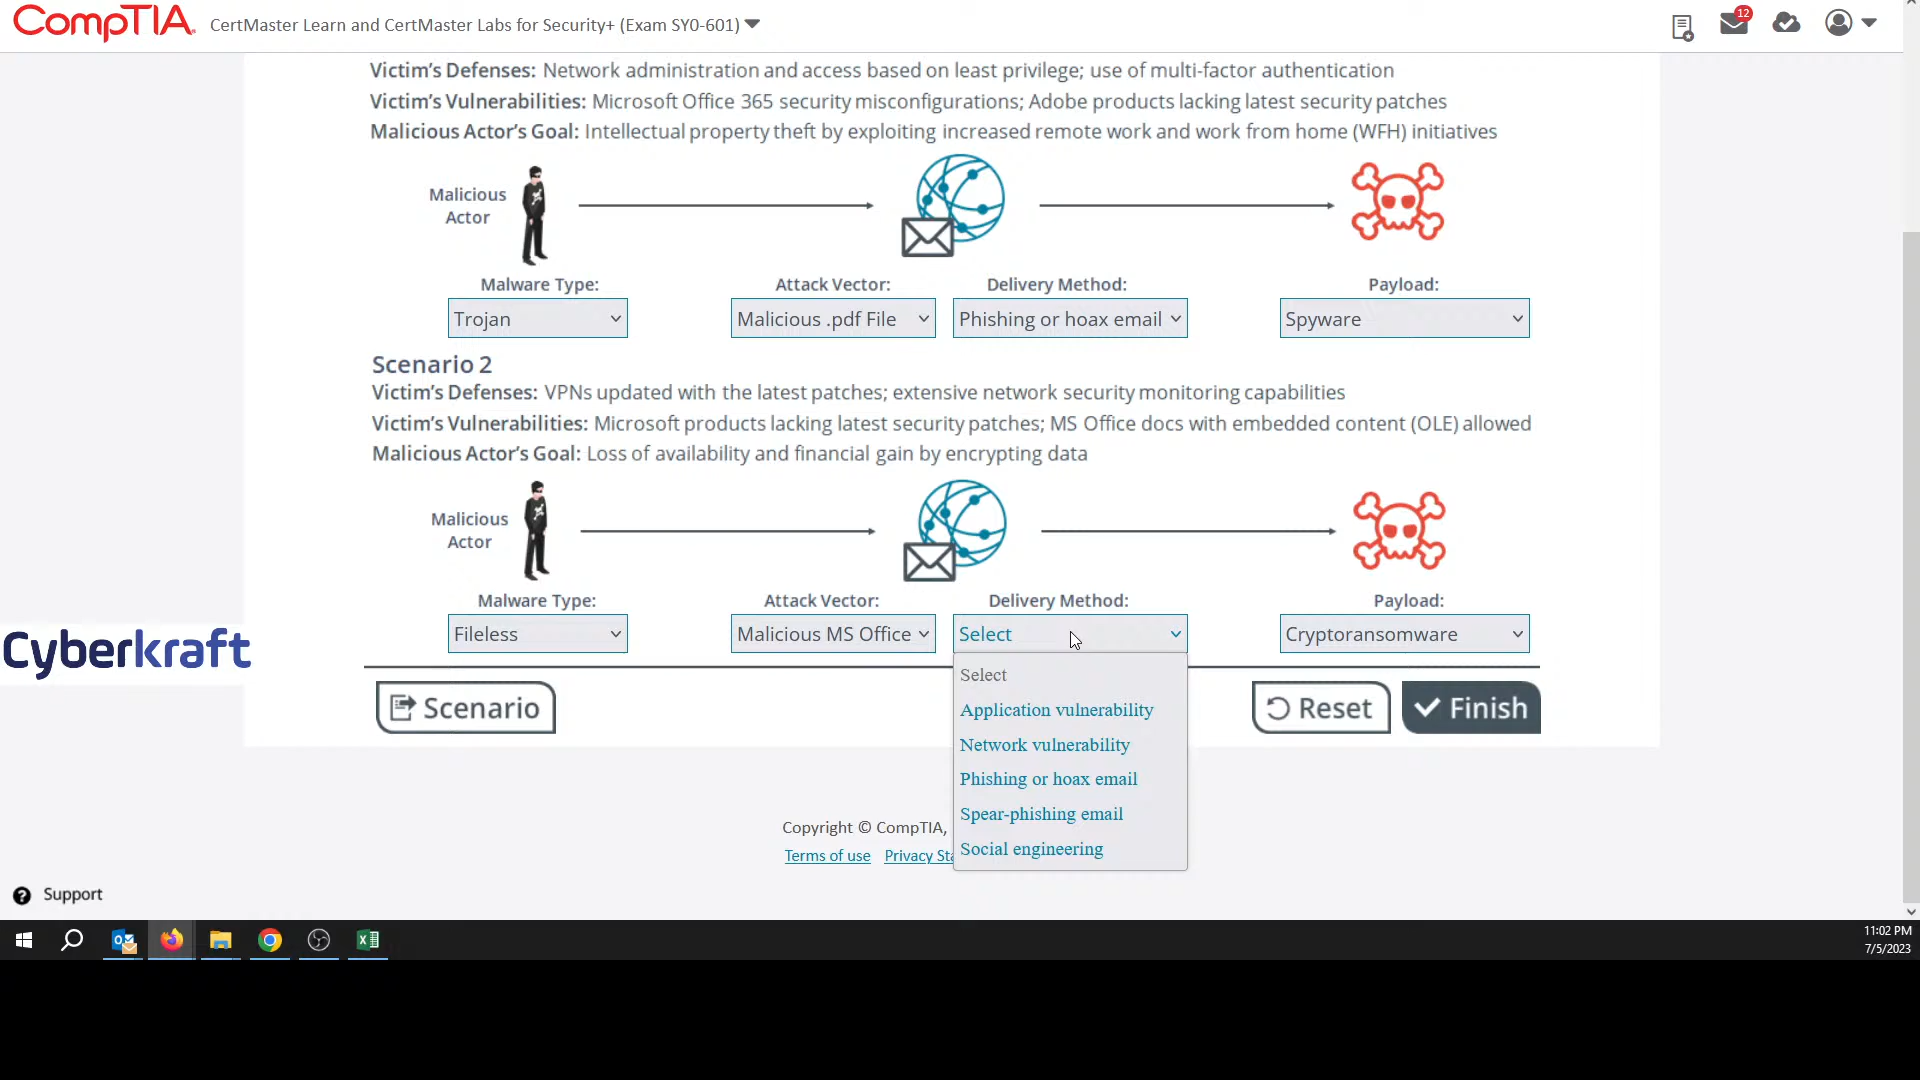 CompTIA.
CertMaster Learn and CertMaster Labs for Security+ (Exam SY0-601)
12
Victim's Defenses: Network administration and access based on least privilege; use of multi-factor authentication
Victim's Vulnerabilities: Microsoft Office 365 security misconfigurations; Adobe products lacking latest security patches
Malicious Actor's Goal: Intellectual property theft by exploiting increased remote work and work from home (WFH) initiatives
Malicious
Actor
Malware Type: Attack Vector: Delivery Method: Payload:
Trojan Malicious .pdf File Phishing or hoax email Spyware
Scenario 2
Victim's Defenses: VPNs updated with the latest patches; extensive network security monitoring capabilities
Victim's Vulnerabilities: Microsoft products lacking latest security patches; MS Office docs with embedded content (OLE) allowed
Malicious Actor's Goal: Loss of availability and financial gain by encrypting data
Malicious
Actor
Malware Type: Attack Vector: Delivery Method: Payload:
Fileless Malicious MS Office Select Cryptoransomware
Cyberkraft
Select
Application vulnerability
Network vulnerability
Phishing or hoax email
Spear-phishing email
Social engineering
Scenario Reset Finish
Copyright © CompTIA,
Terms of use Privacy Sta
Support
11:02 PM
7/5/2023